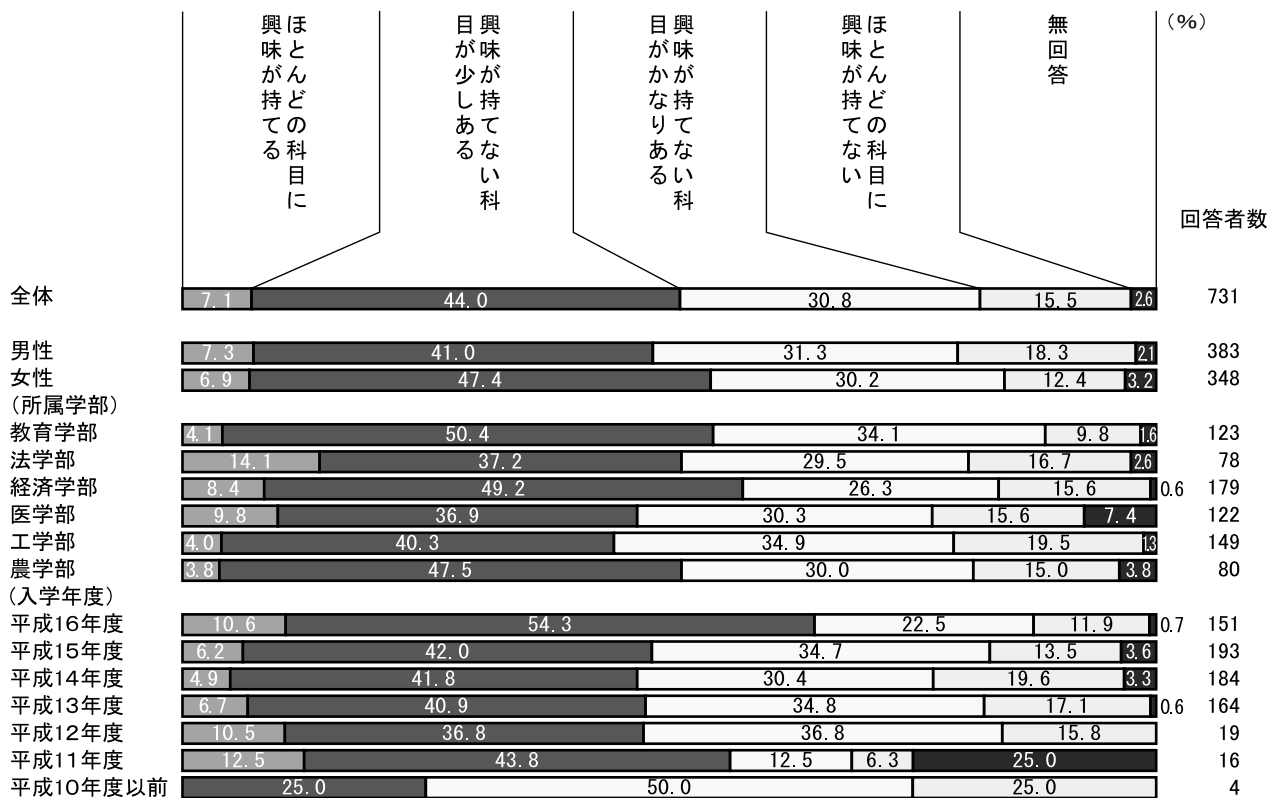 ほとんどの科目に
興味が持てる
興味が持てない科
目が少しある
興味が持てない科
目がかなりある
ほとんどの科目に
興味が持てない
無回答
(%)
回答者数
全体 7.1 44.0 30.8 15.5 2.6 731
男性 7.3 41.0 31.3 18.3 2.1 383
女性 6.9 47.4 30.2 12.4 3.2 348
(所属学部)
教育学部 4.1 50.4 34.1 9.8 1.6 123
法学部 14.1 37.2 29.5 16.7 2.6 78
経済学部 8.4 49.2 26.3 15.6 0.6 179
医学部 9.8 36.9 30.3 15.6 7.4 122
工学部 4.0 40.3 34.9 19.5 1.3 149
農学部 3.8 47.5 30.0 15.0 3.8 80
(入学年度)
平成16年度 10.6 54.3 22.5 11.9 0.7 151
平成15年度 6.2 42.0 34.7 13.5 3.6 193
平成14年度 4.9 41.8 30.4 19.6 3.3 184
平成13年度 6.7 40.9 34.8 17.1 0.6 164
平成12年度 10.5 36.8 36.8 15.8 19
平成11年度 12.5 43.8 12.5 6.3 25.0 16
平成10年度以前 25.0 50.0 25.0 4